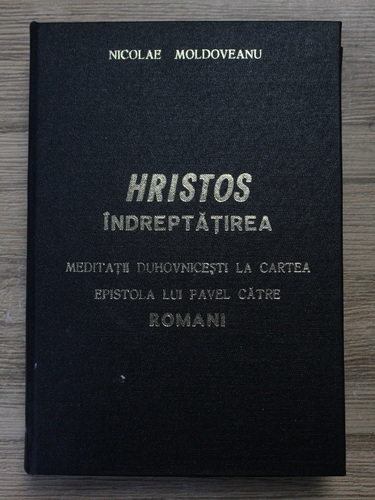 NICOLAE MOLDOVEANU
HRISTOS
ÎNDREPTĂȚIREA
MEDITAȚII DUHOVNICEȘTI LA CARTEA
EPISTOLA LUI PAVEL CĂTRE
ROMANI